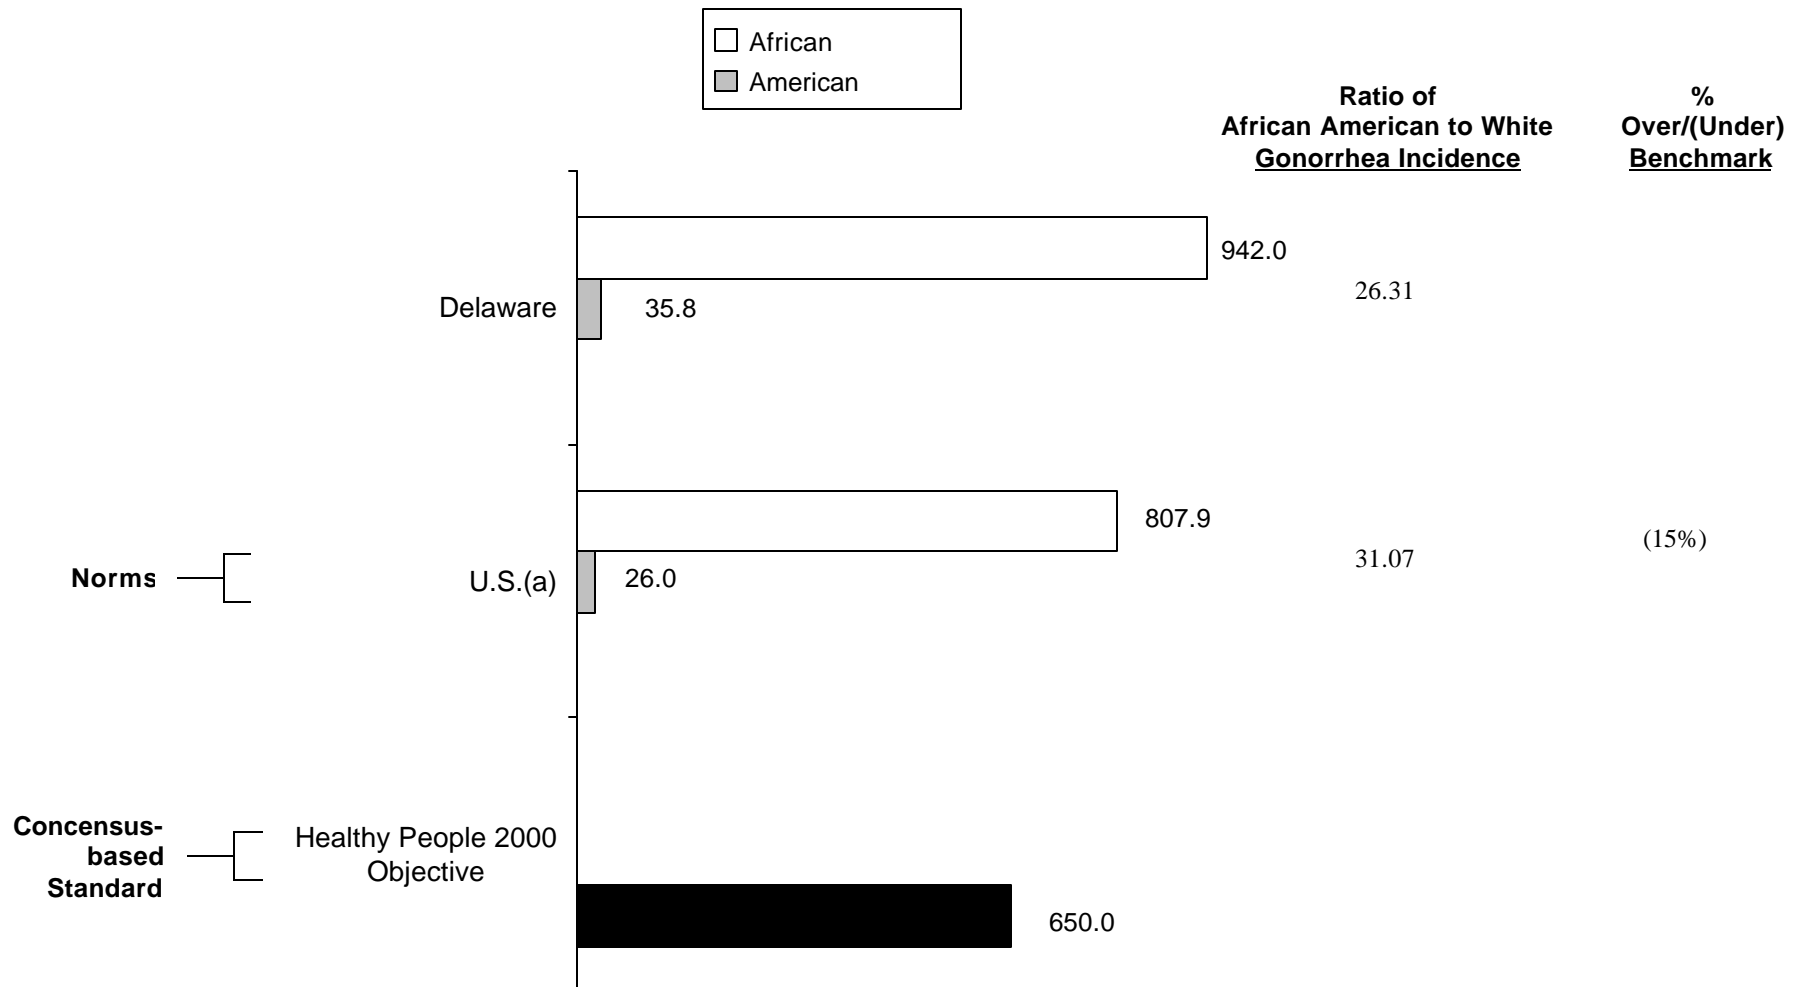 African
American
Ratio of
African American to White
Gonorrhea Incidence
%
Over/(Under)
Benchmark
942.0
26.31
Delaware
35.8
807.9
(15%)
31.07
Norms
U.S.(a)
26.0
Concensus-
based
Standard
Healthy People 2000
Objective
650.0